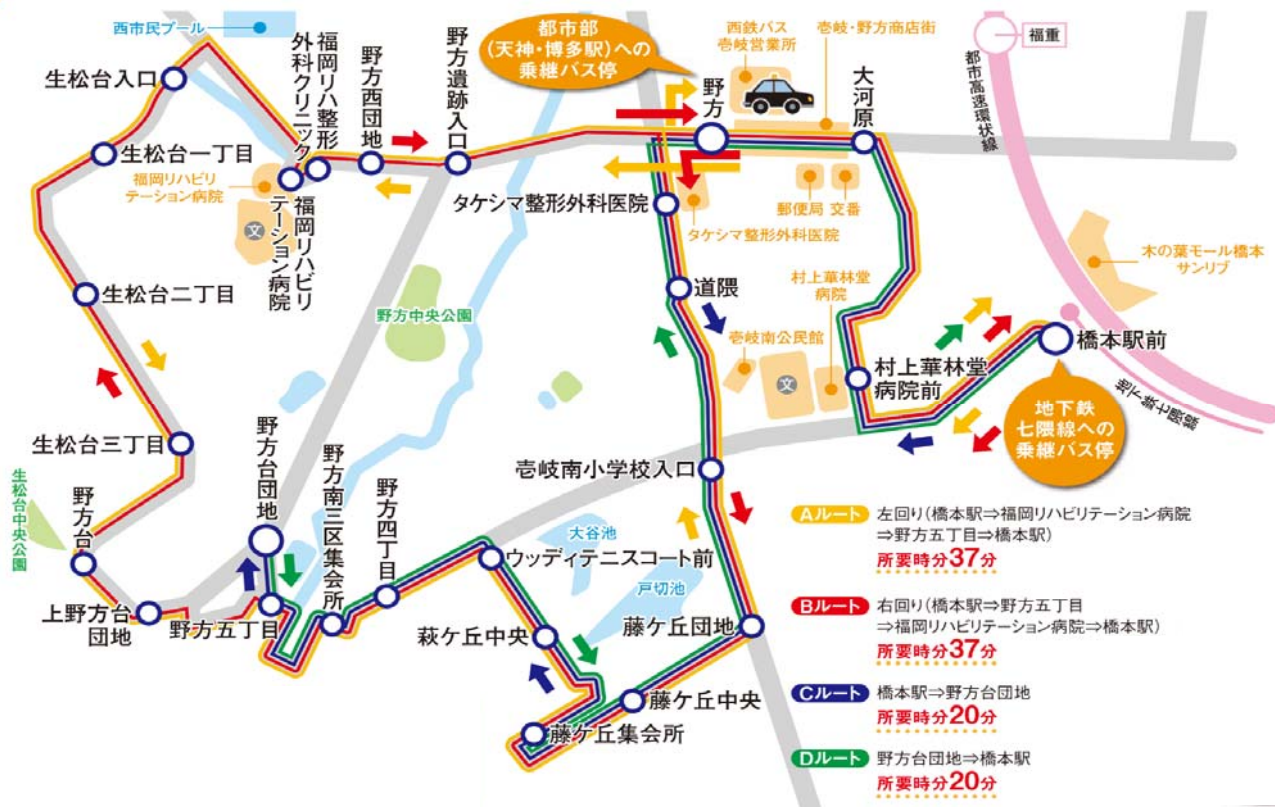 西市民プール
生松台入口
生松台一丁目
福岡リハビリ
テーション病院
文
福岡リハ整形
外科クリニック
福岡リハビリ
テーション病院
野方西団地
野方遺跡入口
都市部
(天神・博多駅)への
乗継バス停
野方
西鉄バス
壱岐営業所
壱岐・野方商店街
大河原
福重
都市高速環状線
タケシマ整形外科医院
タケシマ整形外科医院
郵便局
交番
木の葉モール橋本
サンリブ
生松台二丁目
野方中央公園
道隈
壱岐南公民館
文
村上華林堂
病院
村上華林堂
病院前
橋本駅前
地下鉄七隈線
地下鉄
七隈線への
乗継バス停
生松台三丁目
生松台中央公園
野方台
上野方台
団地
野方五丁目
野方台団地
野方南三区集会所
野方四丁目
壱岐南小学校入口
大谷池
ウッディテニスコート前
戸切池
萩ケ丘中央
藤ケ丘団地
藤ケ丘中央
藤ケ丘集会所
Aルート 左回り(橋本駅⇒福岡リハビリテーション病院
⇒野方五丁目⇒橋本駅)
所要時分37分
Bルート 右回り(橋本駅⇒野方五丁目
⇒福岡リハビリテーション病院⇒橋本駅)
所要時分37分
Cルート 橋本駅⇒野方台団地
所要時分20分
Dルート 野方台団地⇒橋本駅
所要時分20分